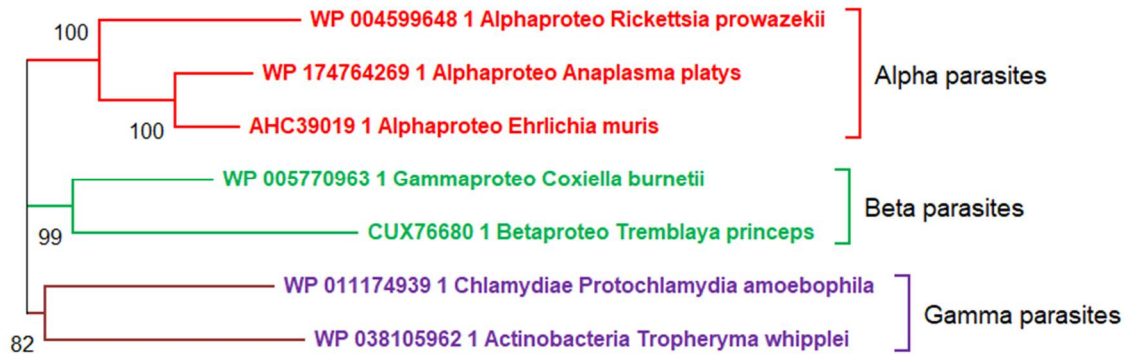 100
WP 004599648 1 Alphaproteo Rickettsia prowazekii
WP 174764269 1 Alphaproteo Anaplasma platys
Alpha parasites
100
AHC39019 1 Alphaproteo Ehrlichia muris
WP 005770963 1 Gammaproteo Coxiella burnetii
Beta parasites
99
CUX76680 1 Betaproteo Tremblaya princeps
WP 011174939 1 Chlamydiae Protochlamydia amoebophila
Gamma parasites
82
WP 038105962 1 Actinobacteria Tropheryma whipplei